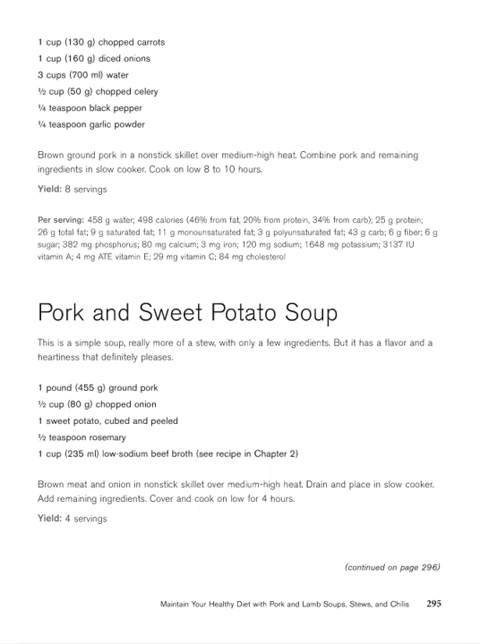 1 cup (130 g) chopped carrots
1 cup (160 g) diced onions
3 cups (700 ml) water
½ cup (50 g) chopped celery
¼ teaspoon black pepper
¼ teaspoon garlic powder
Brown ground pork in a nonstick skillet over medium-high heat. Combine pork and remaining
ingredients in slow cooker. Cook on low 8 to 10 hours.
Yield: 8 servings
Per serving: 458 g water; 498 calories (46% from fat, 20% from protein, 34% from carb); 25 g protein;
26 g total fat; 9 g saturated fat; 11 g monounsaturated fat; 3 g polyunsaturated fat; 43 g carb; 6 g fiber; 6 g
sugar; 382 mg phosphorus; 80 mg calcium; 3 mg iron; 120 mg sodium; 1648 mg potassium; 3137 IU
vitamin A; 4 mg ATE vitamin E; 29 mg vitamin C; 84 mg cholesterol
Pork and Sweet Potato Soup
This is a simple soup, really more of a stew, with only a few ingredients. But it has a flavor and a
heartiness that definitely pleases.
1 pound (455 g) ground pork
½ cup (80 g) chopped onion
1 sweet potato, cubed and peeled
½ teaspoon rosemary
1 cup (235 ml) low-sodium beef broth (see recipe in Chapter 2)
Brown meat and onion in nonstick skillet over medium-high heat. Drain and place in slow cooker.
Add remaining ingredients. Cover and cook on low for 4 hours.
Yield: 4 servings
(continued on page 296)
Maintain Your Healthy Diet with Pork and Lamb Soups, Stews, and Chilis 295